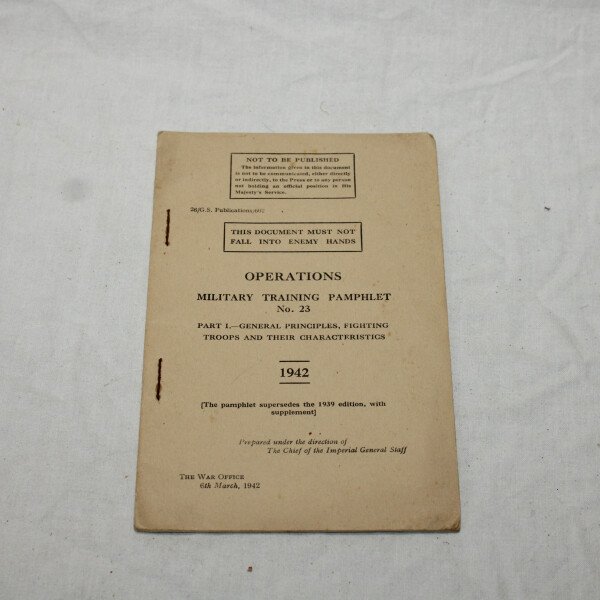 NOT TO BE PUBLISHED
The information given in this document
is not to be communicated, either directly
or indirectly, to the Press or to any person
not holding an official position in His
Majesty's Service.
26/G.S. Publications/602
THIS DOCUMENT MUST NOT
FALL INTO ENEMY HANDS
OPERATIONS
MILITARY TRAINING PAMPHLET
No. 23
PART I.—GENERAL PRINCIPLES, FIGHTING
TROOPS AND THEIR CHARACTERISTICS
1942
[The pamphlet supersedes the 1939 edition, with
supplement]
Prepared under the direction of
The Chief of the Imperial General Staff
THE WAR OFFICE
6th March, 1942